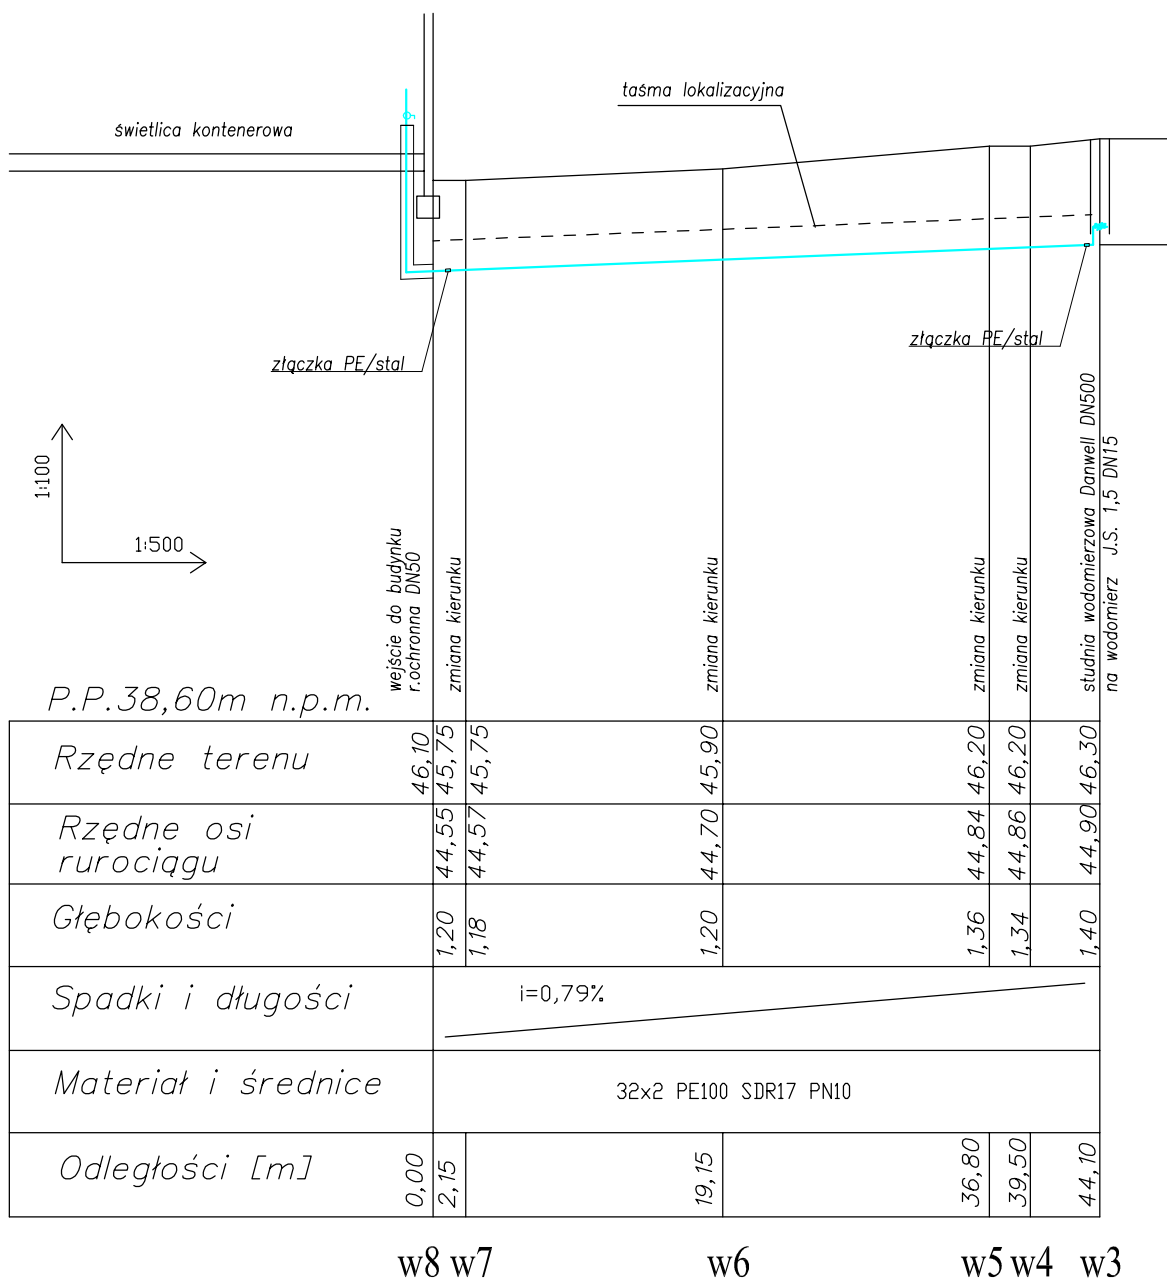 taśma lokalizacyjna
świetlica kontenerowa
złączka PE/stal
złączka PE/stal
1:100
1:500
wejście do budynku
r.ochronna DN50
zmiana kierunku
zmiana kierunku
zmiana kierunku
zmiana kierunku
studnia wodomierzowa Danwell DN500
na wodomierz J.S. 1,5 DN15
P.P.38,60m n.p.m.
Rzędne terenu
46,10 45,75 45,75 45,90 46,20 46,20 46,30
Rzędne osi
rurociągu
44,55 44,57 44,70 44,84 44,86 44,90
Głębokości
1,20 1,18 1,20 1,36 1,34 1,40
Spadki i długości
i=0,79%
Materiał i średnice
32x2 PE100 SDR17 PN10
Odległości [m]
0,00 2,15 19,15 36,80 39,50 44,10
w8 w7 w6 w5 w4 w3